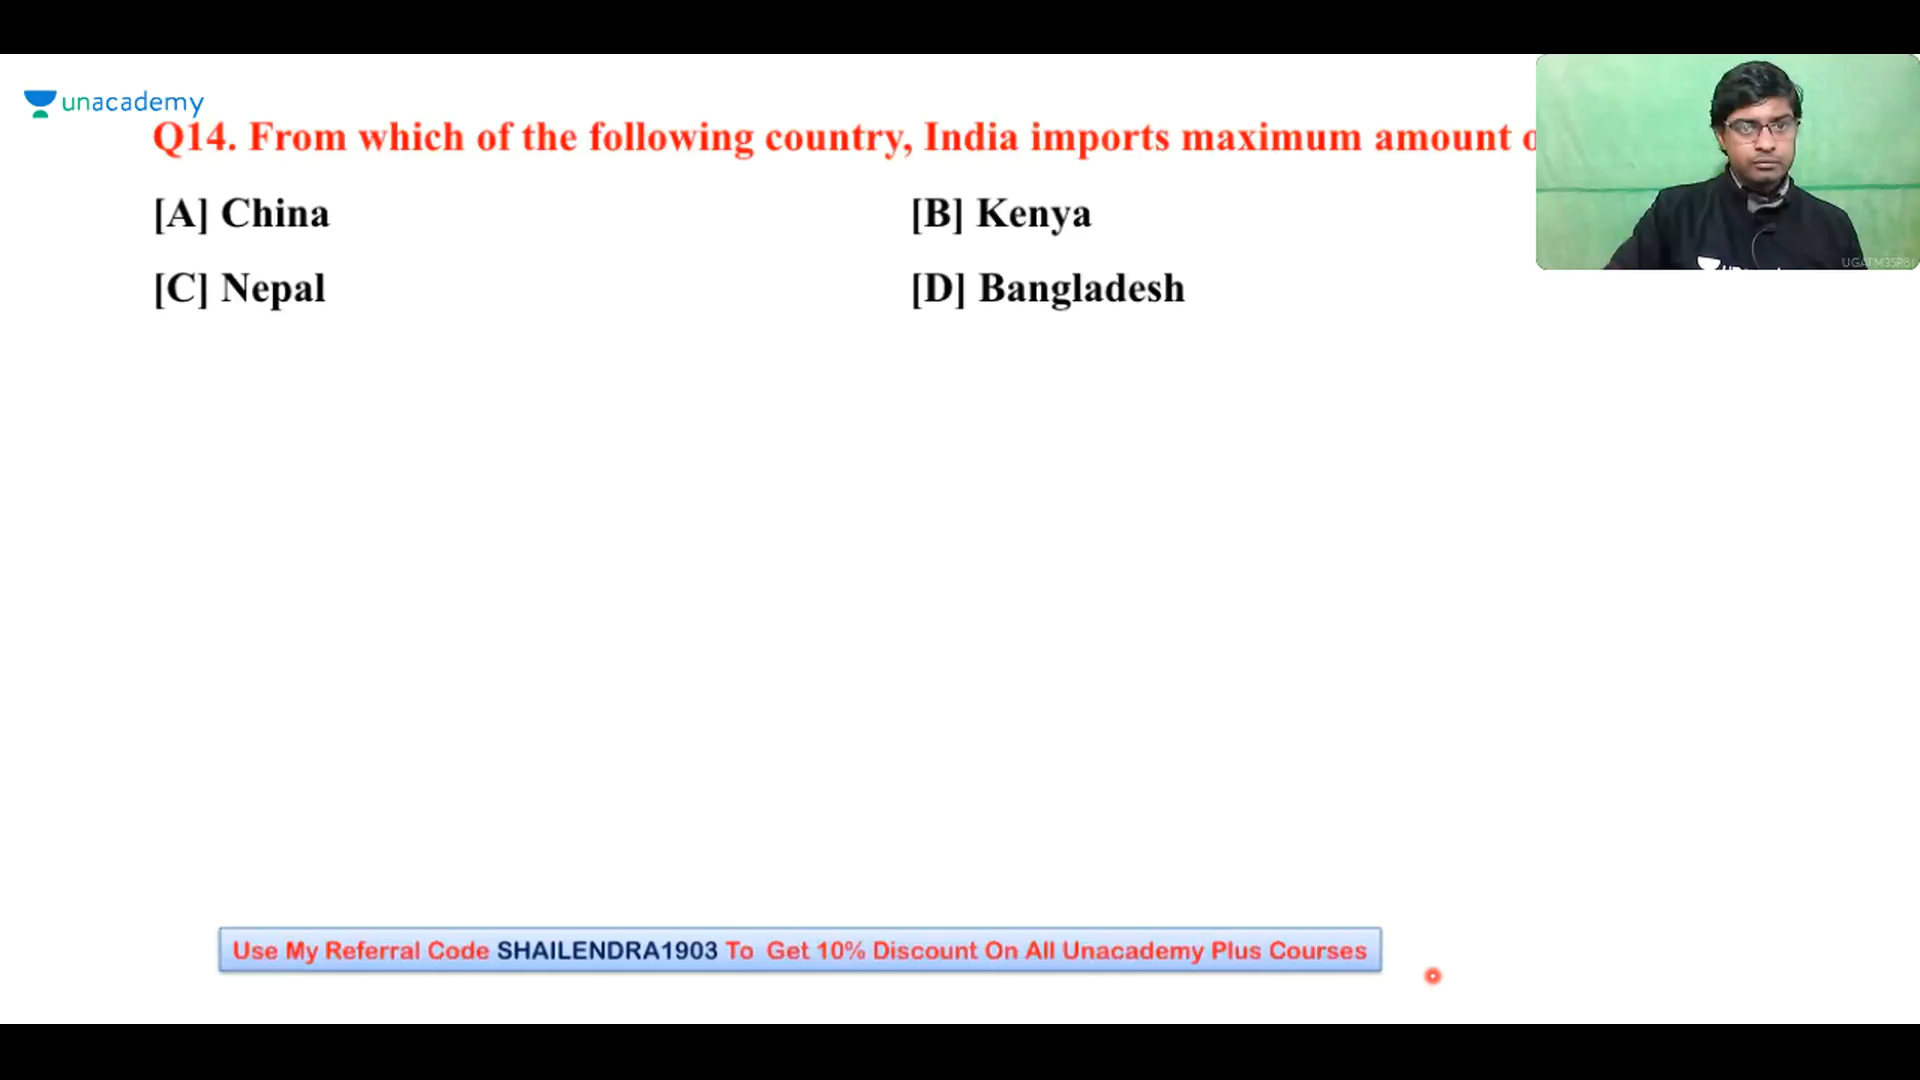 unacademy
Q14. From which of the following country, India imports maximum amount
[A] China
[B] Kenya
[C] Nepal
[D] Bangladesh
Use My Referral Code SHAILENDRA1903 To Get 10% Discount On All Unacademy Plus Courses